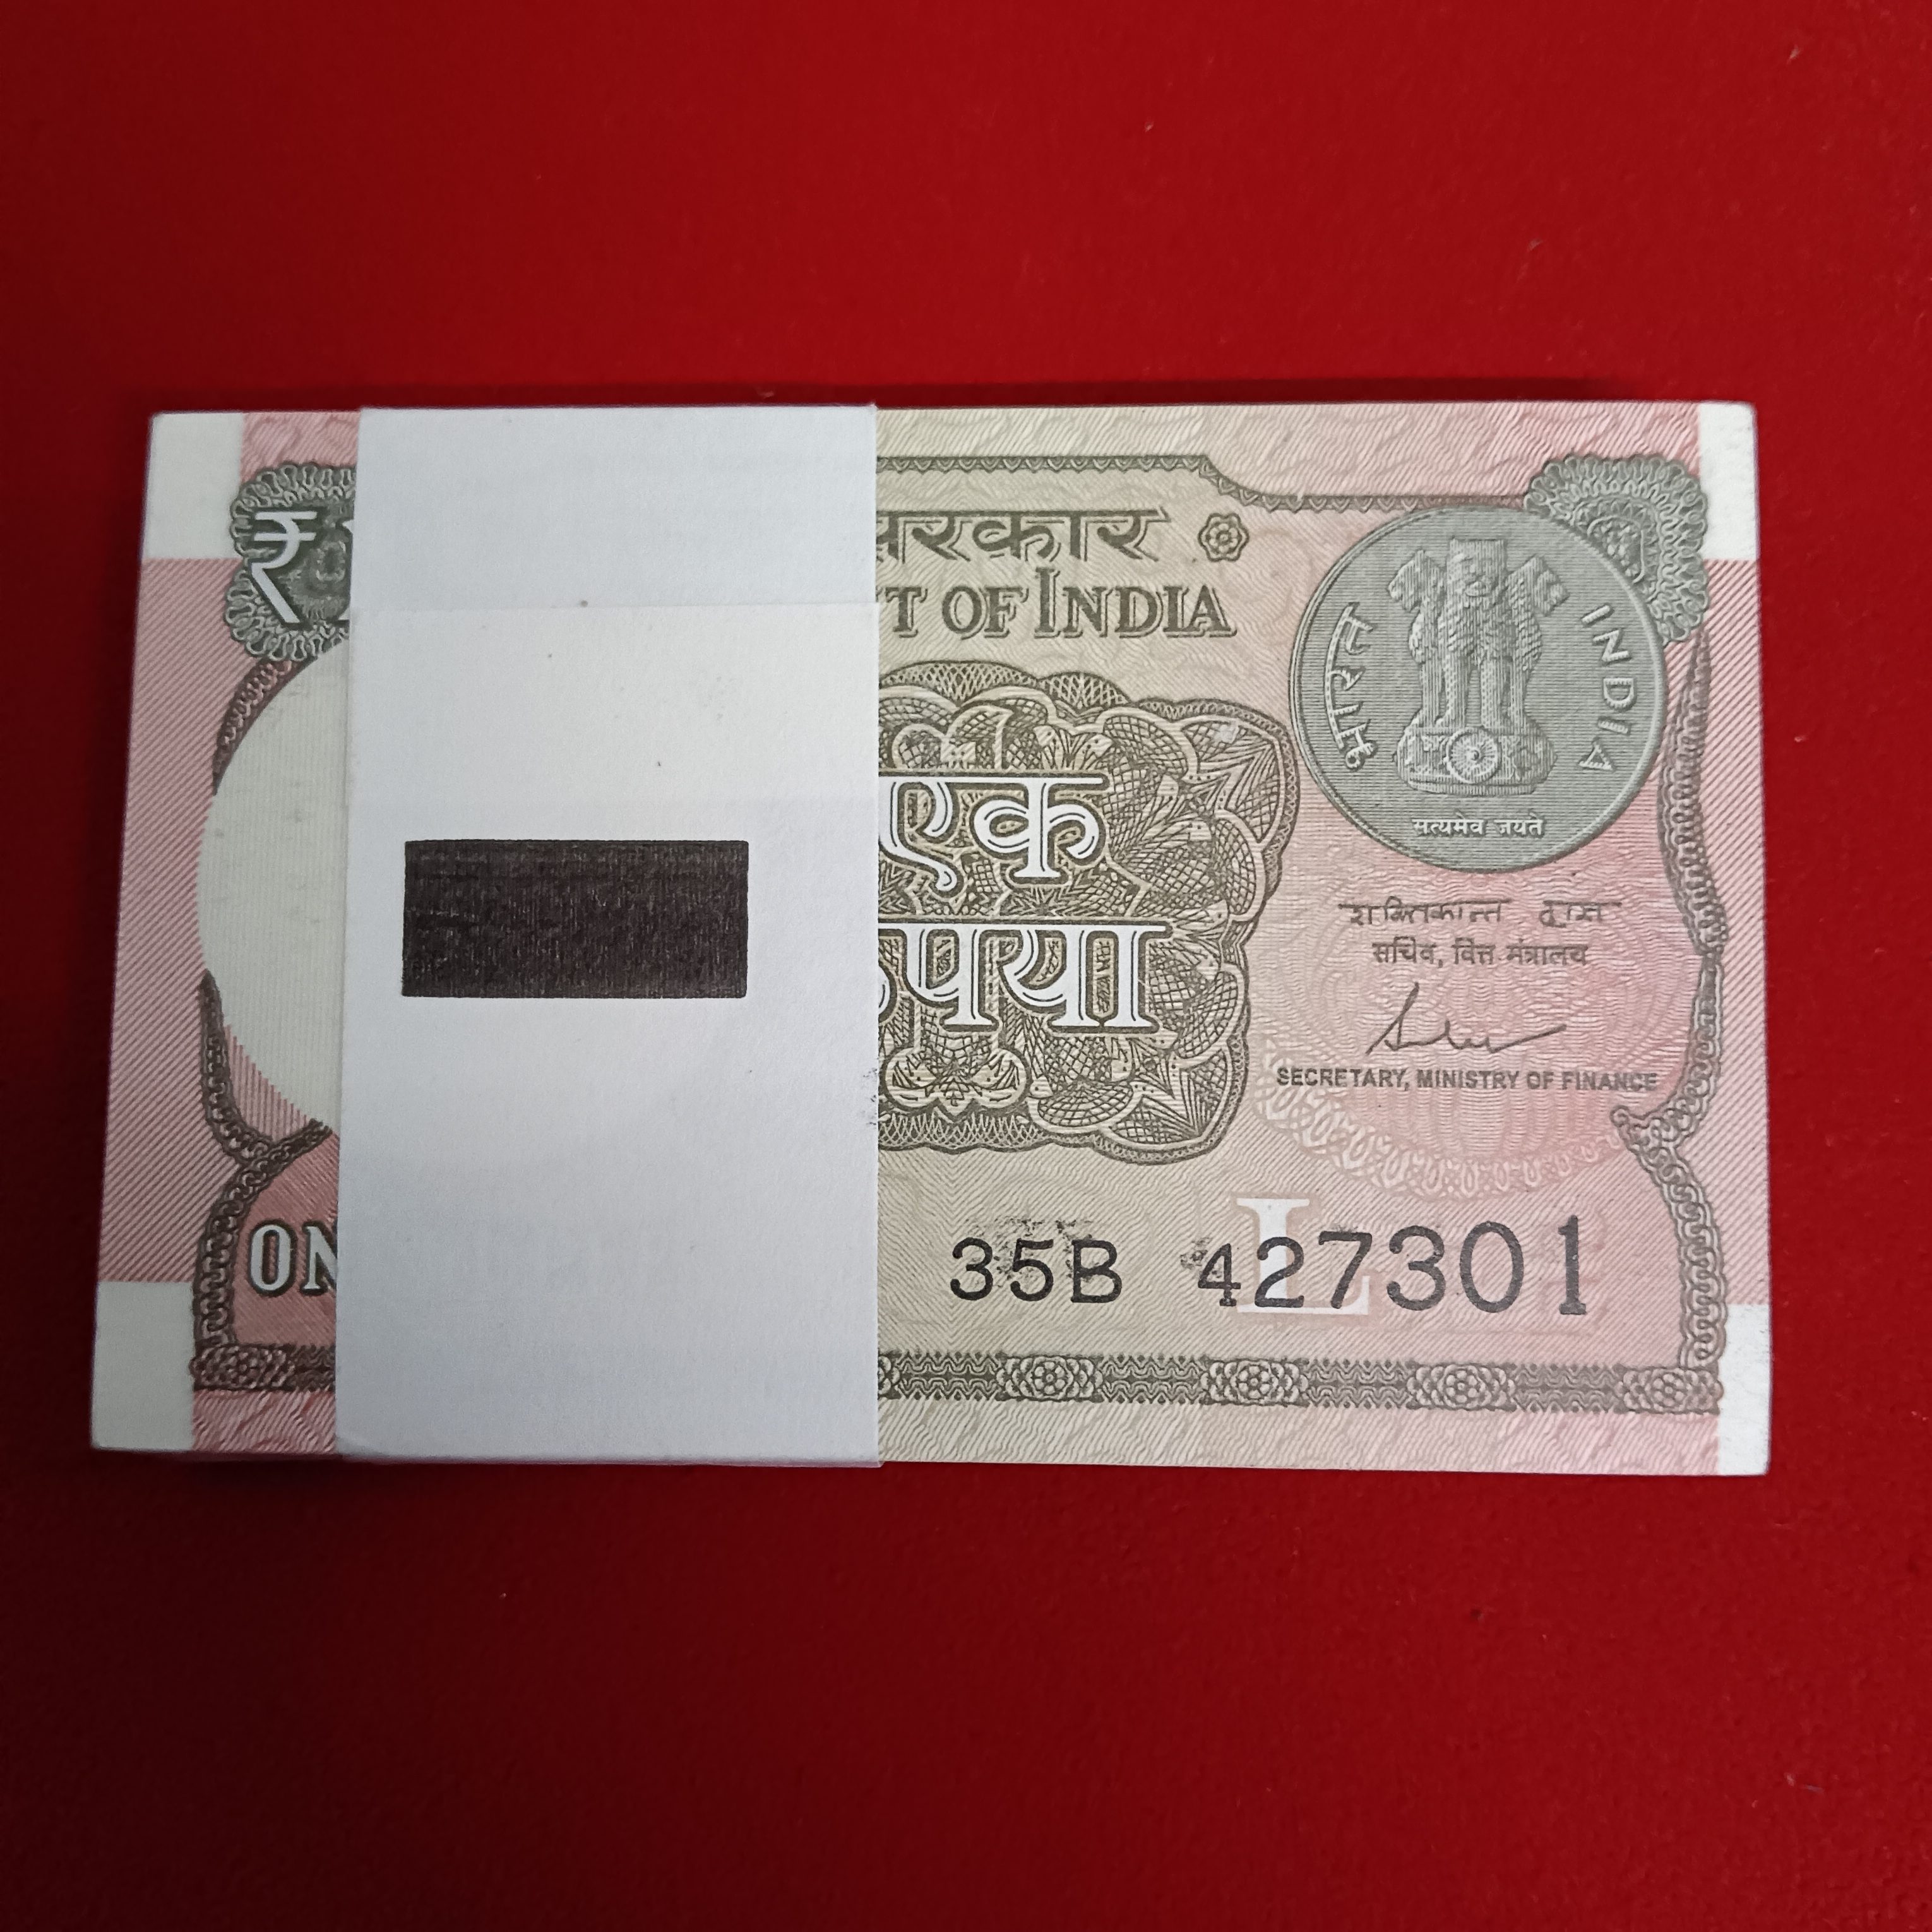 ₹
सरकार
T OF INDIA
भारत INDIA
सत्यमेव जयते
एक
रुपया
शक्तिकान्त दास
सचिव, वित्त मंत्रालय
SECRETARY, MINISTRY OF FINANCE
ON
L
35B 427301